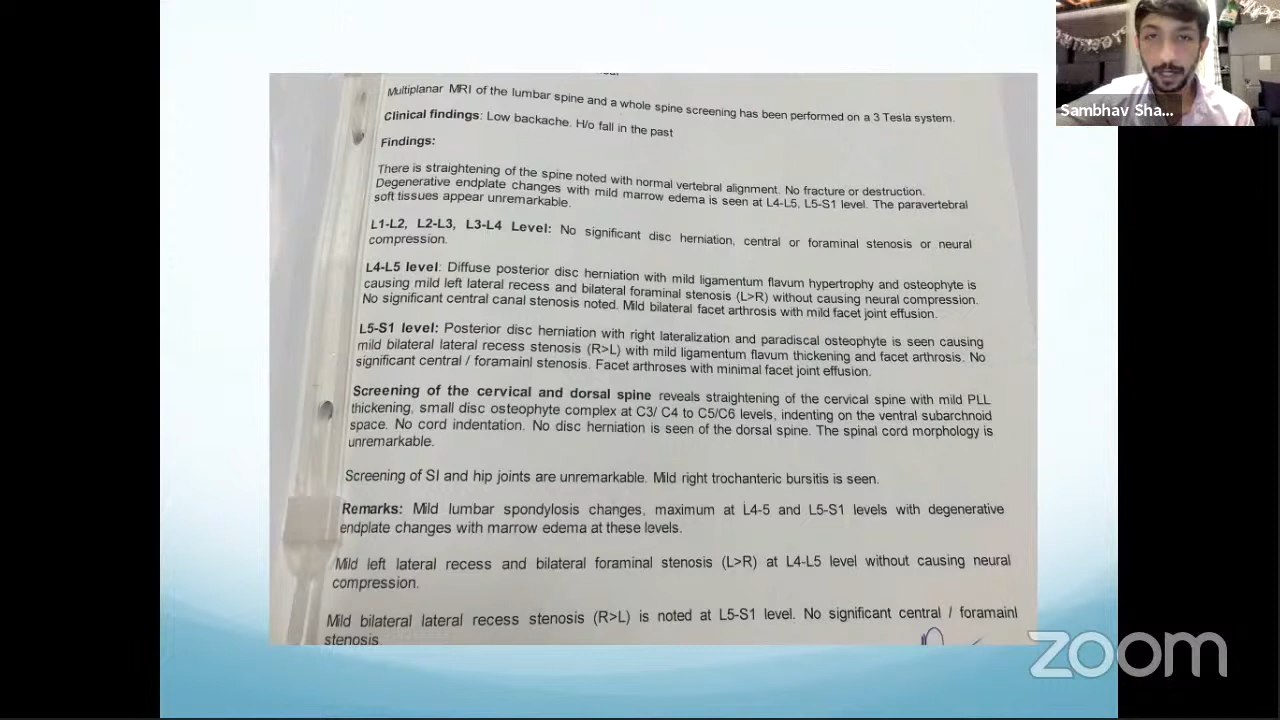 Multiplanar MRI of the lumbar spine and a whole spine screening has been performed on a 3 Tesla system.
Clinical findings: Low backache. H/o fall in the past
Findings:
There is straightening of the spine noted with normal vertebral alignment. No fracture or destruction.
Degenerative endplate changes with mild marrow edema is seen at L4-L5, L5-S1 level. The paravertebral
soft tissues appear unremarkable.
L1-L2, L2-L3, L3-L4 Level: No significant disc herniation, central or foraminal stenosis or neural
compression.
L4-L5 level: Diffuse posterior disc herniation with mild ligamentum flavum hypertrophy and osteophyte is
causing mild left lateral recess and bilateral foraminal stenosis (L>R) without causing neural compression.
No significant central canal stenosis noted. Mild bilateral facet arthrosis with mild facet joint effusion.
L5-S1 level: Posterior disc herniation with right lateralization and paradiscal osteophyte is seen causing
mild bilateral lateral recess stenosis (R>L) with mild ligamentum flavum thickening and facet arthrosis. No
significant central / foramainl stenosis. Facet arthroses with minimal facet joint effusion.
Screening of the cervical and dorsal spine reveals straightening of the cervical spine with mild PLL
thickening, small disc osteophyte complex at C3/ C4 to C5/C6 levels, indenting on the ventral subarchnoid
space. No cord indentation. No disc herniation is seen of the dorsal spine. The spinal cord morphology is
unremarkable.
Screening of SI and hip joints are unremarkable. Mild right trochanteric bursitis is seen.
Remarks: Mild lumbar spondylosis changes, maximum at L4-5 and L5-S1 levels with degenerative
endplate changes with marrow edema at these levels.
Mild left lateral recess and bilateral foraminal stenosis (L>R) at L4-L5 level without causing neural
compression.
Mild bilateral lateral recess stenosis (R>L) is noted at L5-S1 level. No significant central / foramainl
stenosis.
Sambhav Sha...
zoom